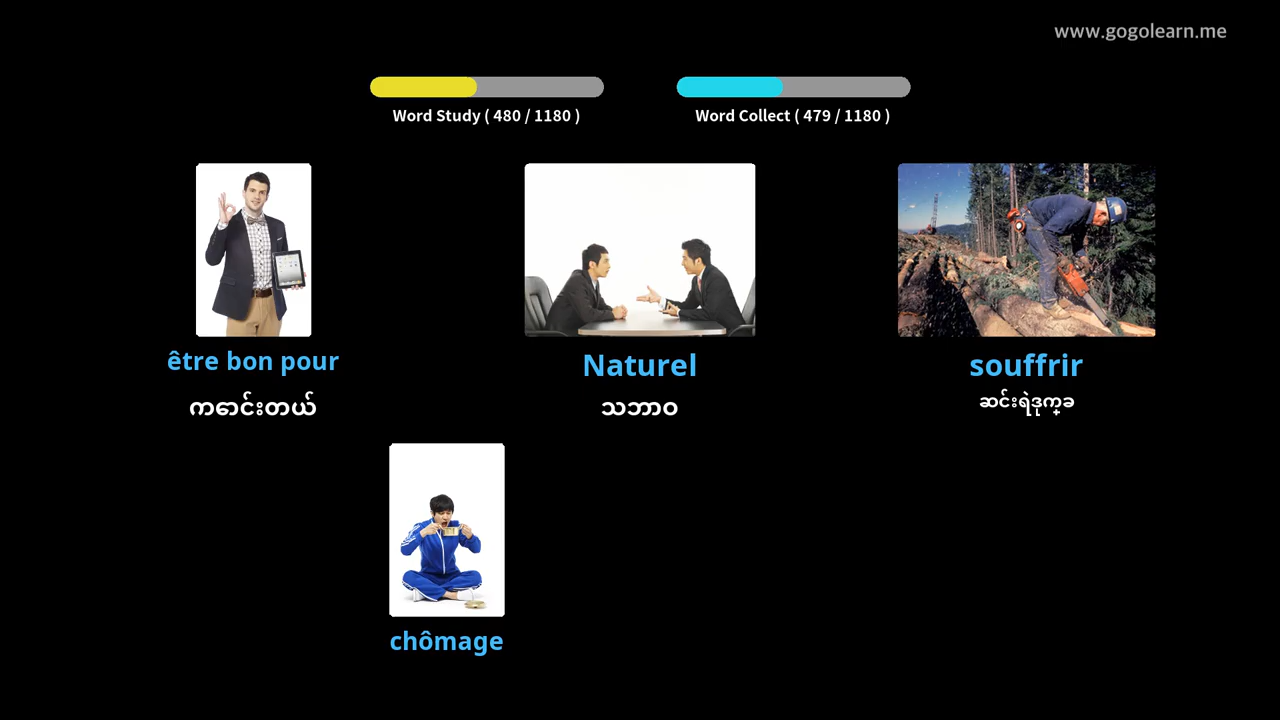 www.gogolearn.me
Word Study ( 480 / 1180 )
Word Collect ( 479 / 1180 )
être bon pour
ကောင်းတယ်
Naturel
သဘာဝ
souffrir
ဆင်းရဲဒုက္ခ
chômage